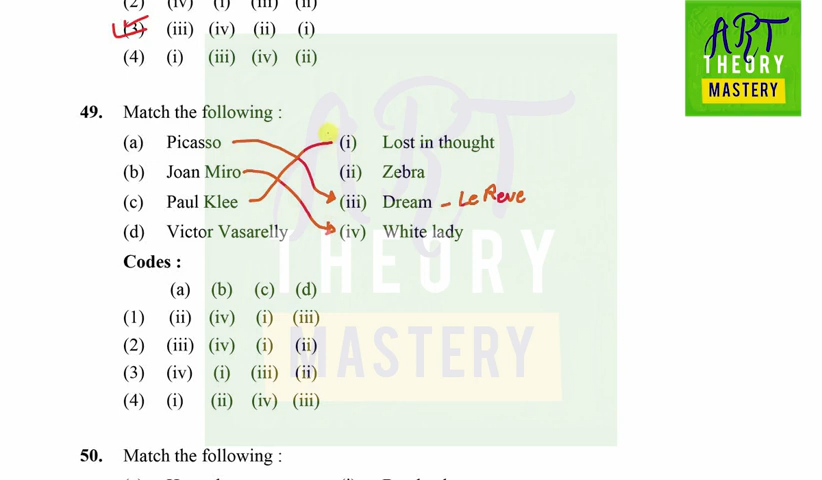 (2) (iv) (i) (iii) (ii)
(3) (iii) (iv) (ii) (i)
(4) (i) (iii) (iv) (ii)
ART
THEORY
MASTERY
49. Match the following :
(a) Picasso (i) Lost in thought
(b) Joan Miro (ii) Zebra
(c) Paul Klee (iii) Dream - Le Reve
(d) Victor Vasarelly (iv) White lady
Codes :
(a) (b) (c) (d)
(1) (ii) (iv) (i) (iii)
(2) (iii) (iv) (i) (ii)
(3) (iv) (i) (iii) (ii)
(4) (i) (ii) (iv) (iii)
ART
THEORY
MASTERY
50. Match the following :